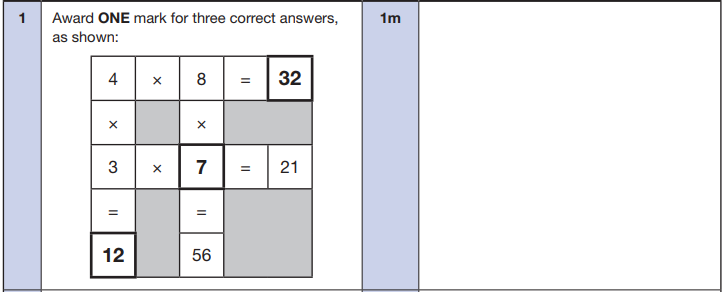 1 Award ONE mark for three correct answers, 1m
as shown:
4 × 8 = 32
× ×
3 × 7 = 21
= =
12 56